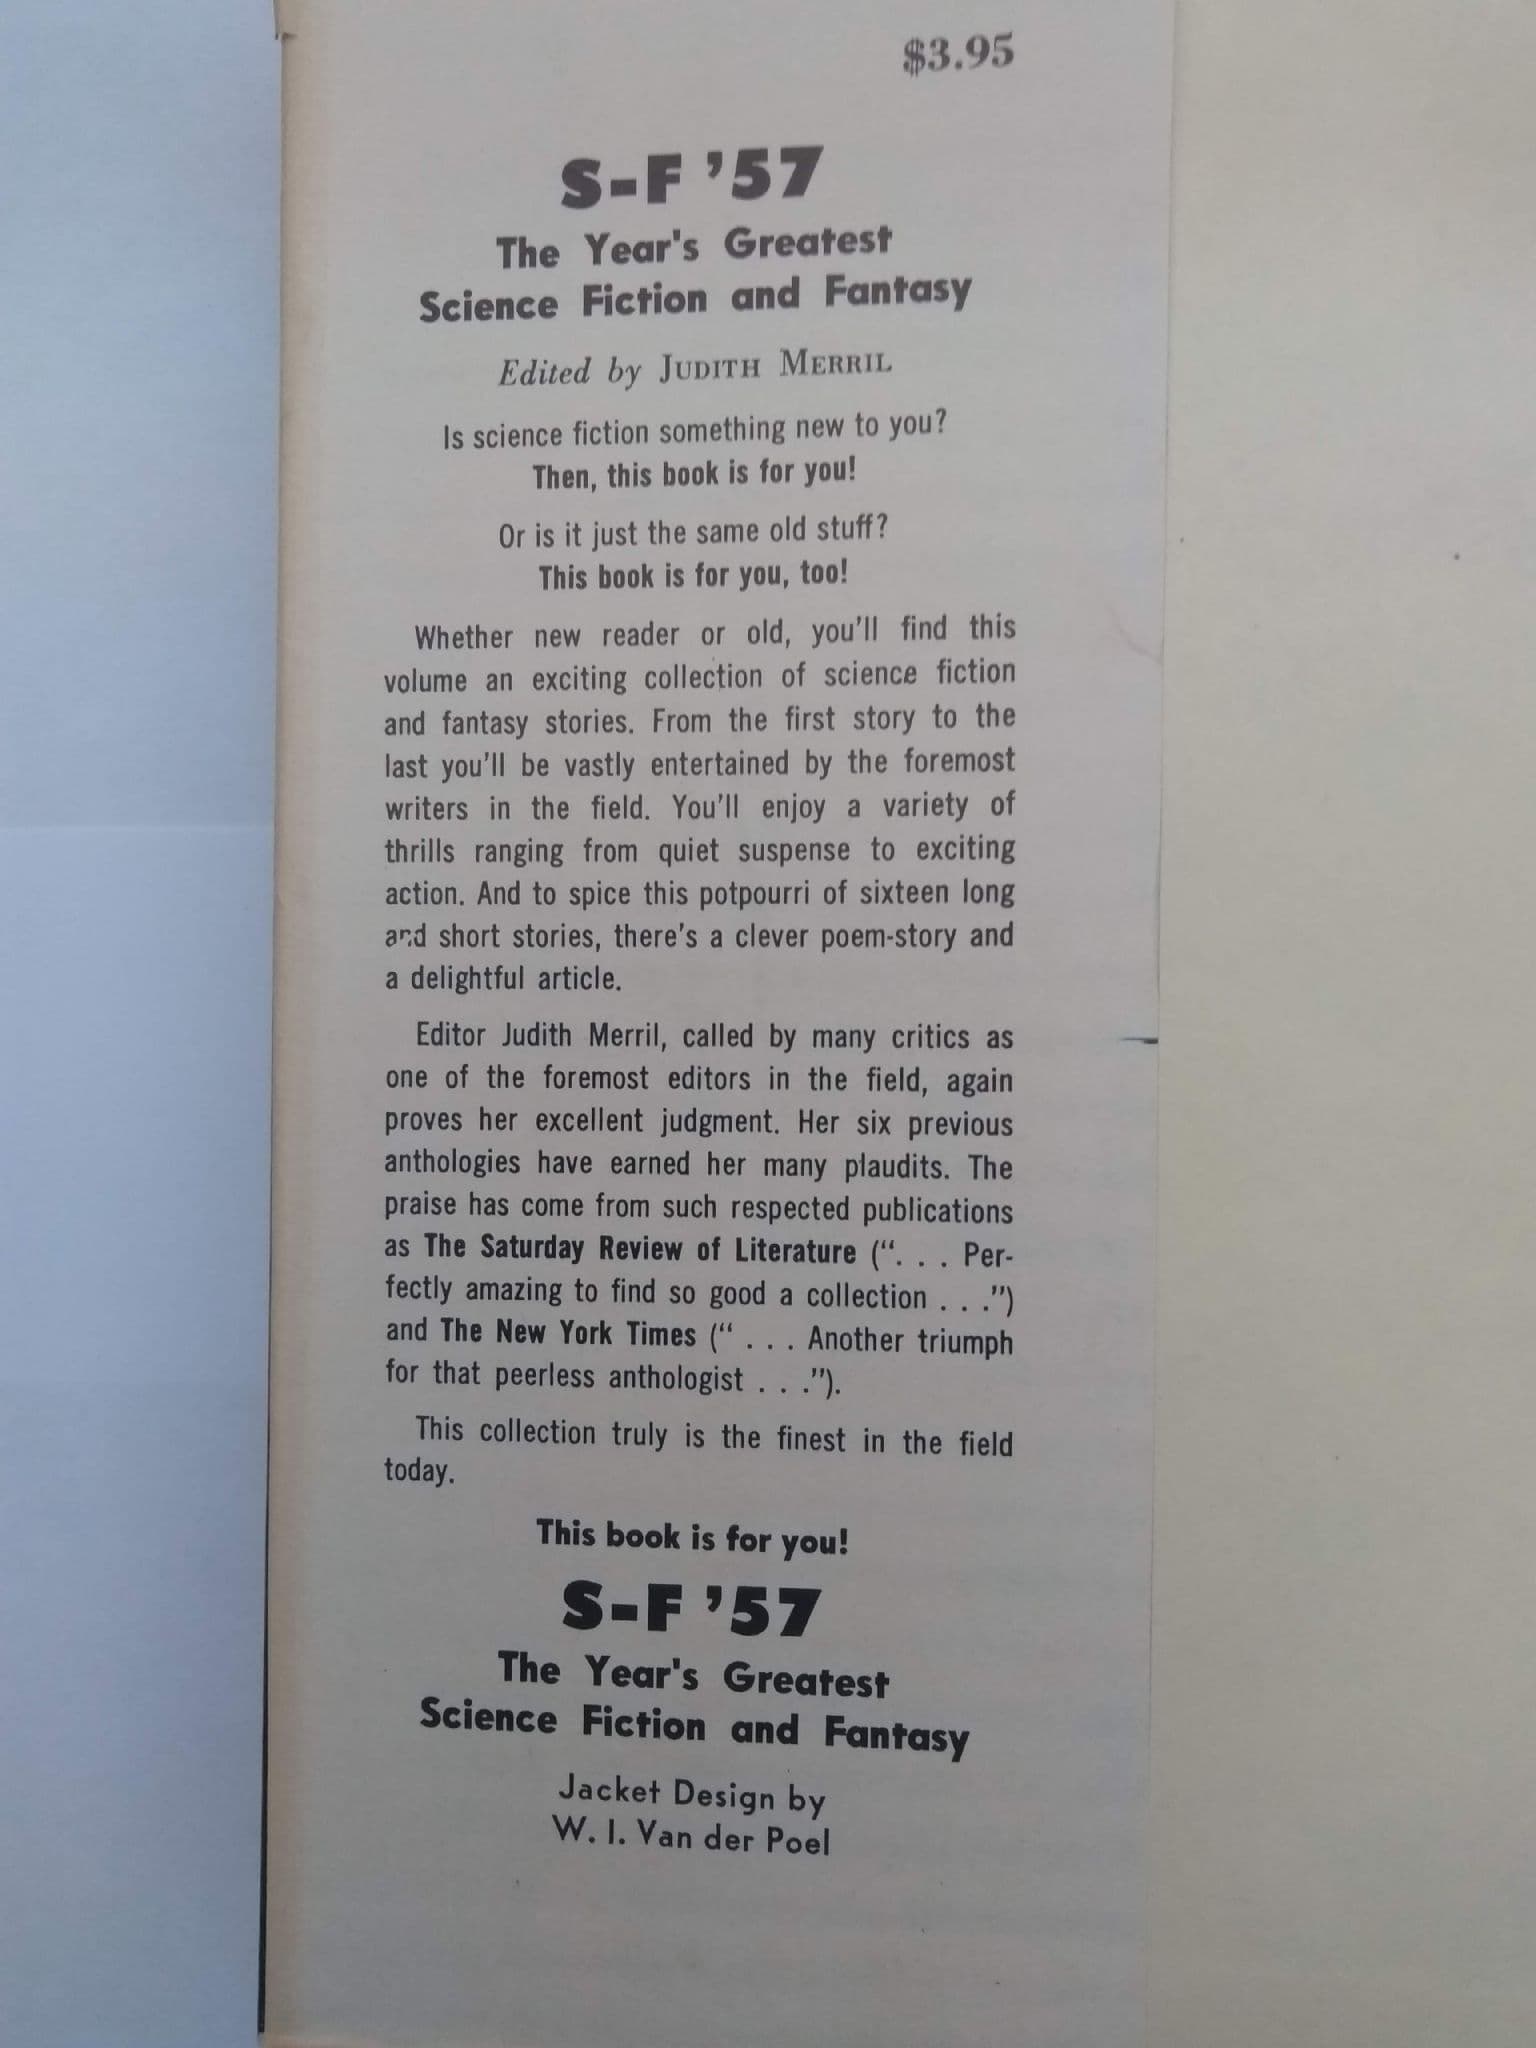 $3.95
S-F '57
The Year's Greatest
Science Fiction and Fantasy
Edited by JUDITH MERRIL
Is science fiction something new to you?
Then, this book is for you!
Or is it just the same old stuff?
This book is for you, too!
Whether new reader or old, you'll find this
volume an exciting collection of science fiction
and fantasy stories. From the first story to the
last you'll be vastly entertained by the foremost
writers in the field. You'll enjoy a variety of
thrills ranging from quiet suspense to exciting
action. And to spice this potpourri of sixteen long
and short stories, there's a clever poem-story and
a delightful article.
Editor Judith Merril, called by many critics as
one of the foremost editors in the field, again
proves her excellent judgment. Her six previous
anthologies have earned her many plaudits. The
praise has come from such respected publications
as The Saturday Review of Literature (“. . . Per-
fectly amazing to find so good a collection . . .”)
and The New York Times (“ . . . Another triumph
for that peerless anthologist . . .”).
This collection truly is the finest in the field
today.
This book is for you!
S-F '57
The Year's Greatest
Science Fiction and Fantasy
Jacket Design by
W. I. Van der Poel